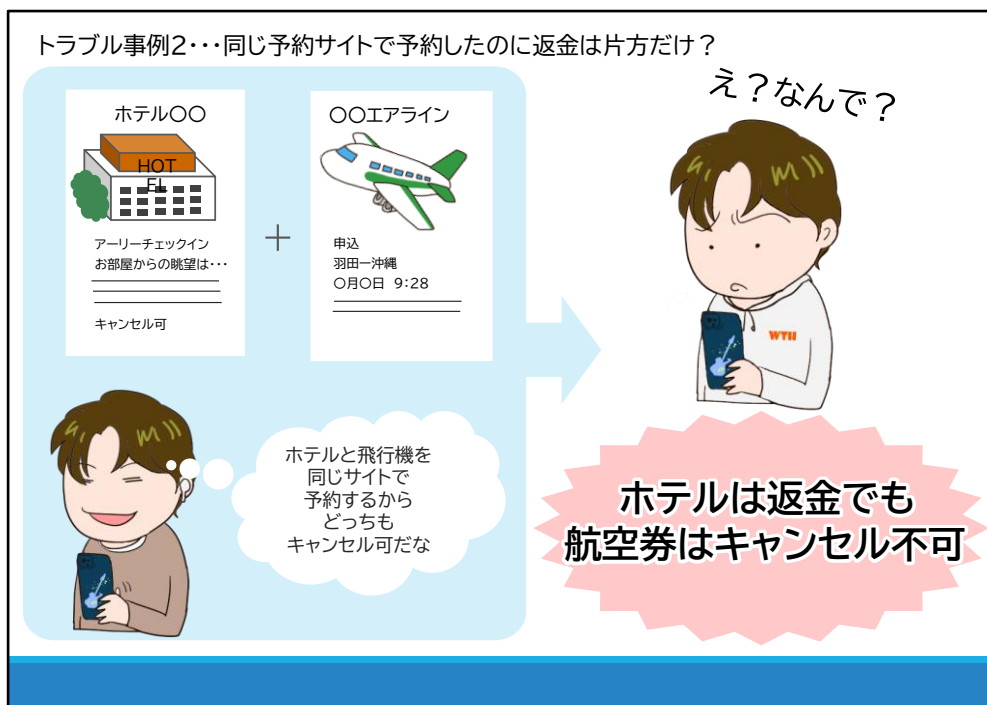 トラブル事例2・・・同じ予約サイトで予約したのに返金は片方だけ？
ホテル〇〇
HOT
EL
アーリーチェックイン
お部屋からの眺望は・・・
キャンセル可
＋
〇〇エアライン
申込
羽田ー沖縄
〇月〇日 9:28
ホテルと飛行機を
同じサイトで
予約するから
どっちも
キャンセル可だな
え？なんで？
WTH
ホテルは返金でも
航空券はキャンセル不可